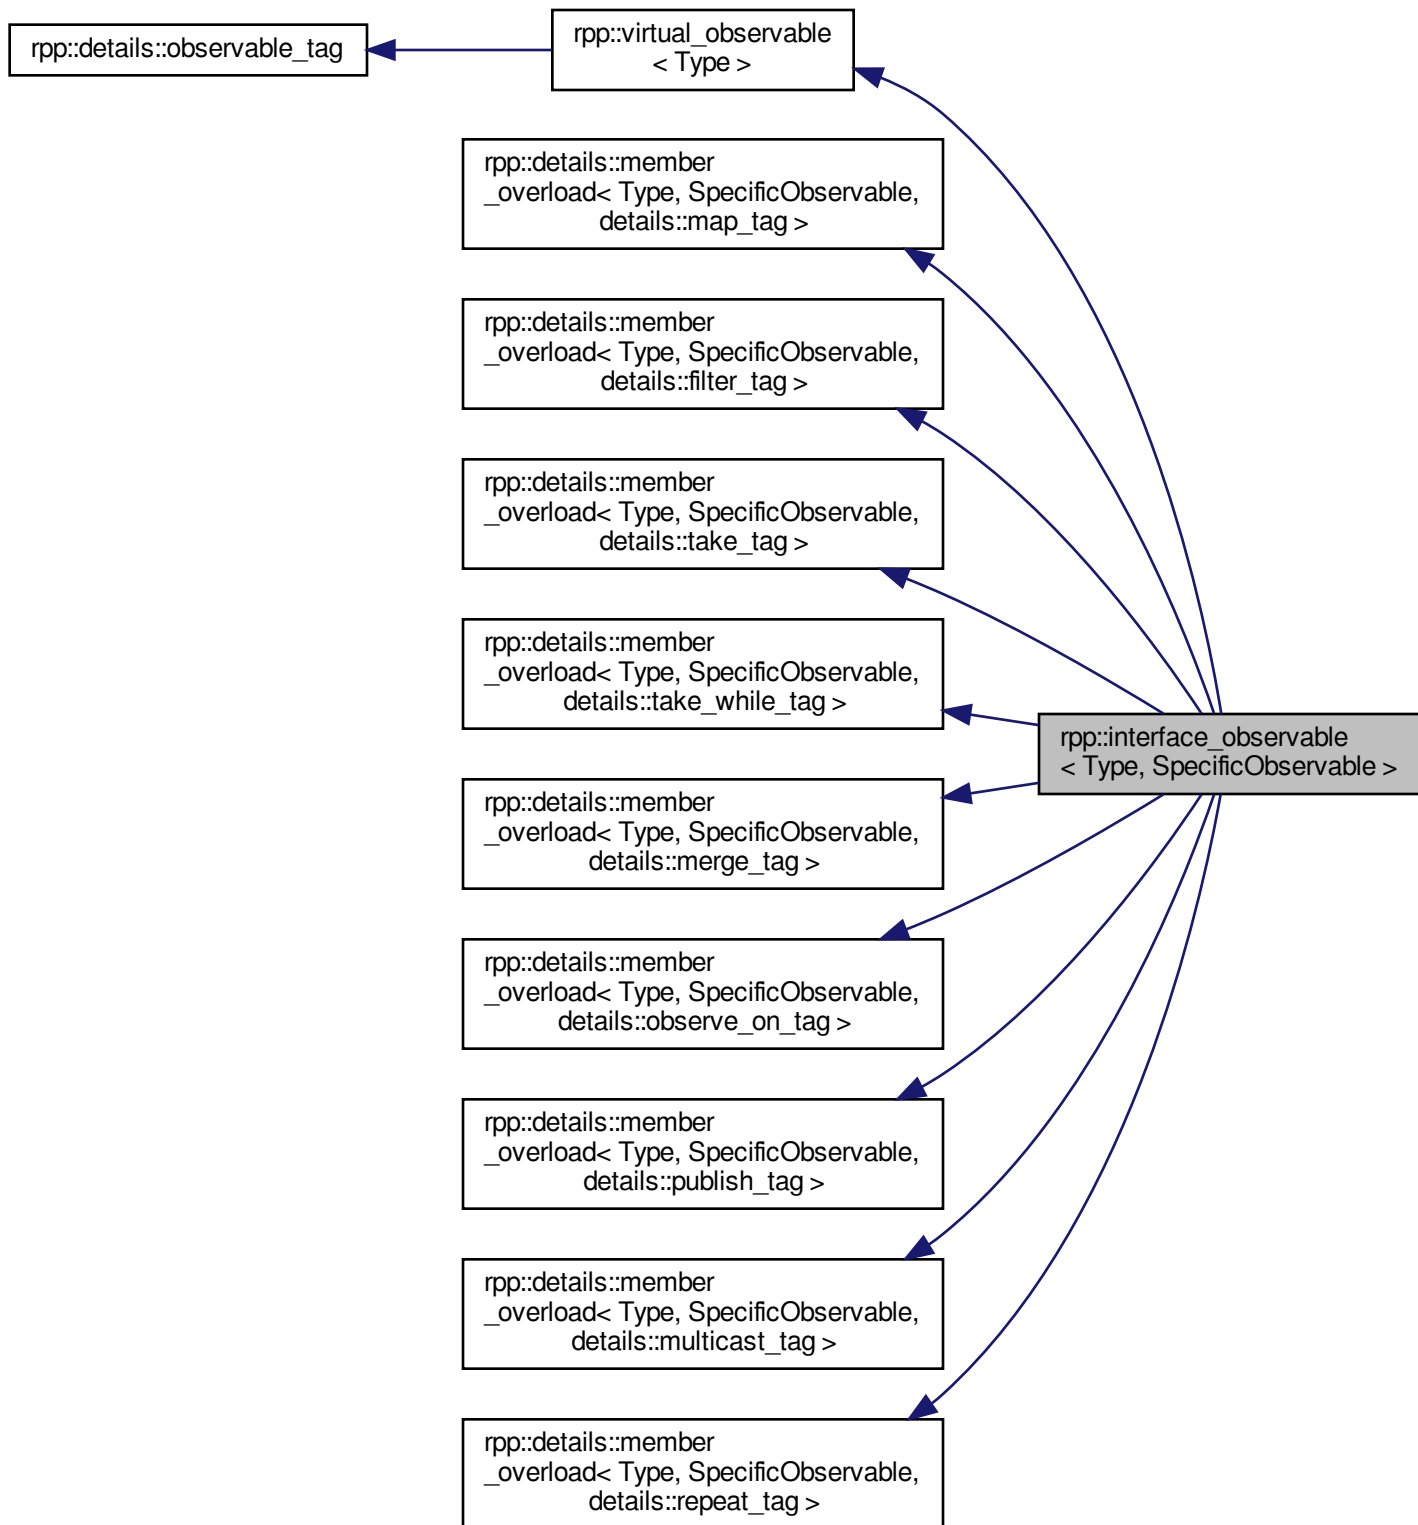 rpp::details::observable_tag
rpp::virtual_observable
< Type >
rpp::details::member
_overload< Type, SpecificObservable,
details::map_tag >
rpp::details::member
_overload< Type, SpecificObservable,
details::filter_tag >
rpp::details::member
_overload< Type, SpecificObservable,
details::take_tag >
rpp::details::member
_overload< Type, SpecificObservable,
details::take_while_tag >
rpp::interface_observable
< Type, SpecificObservable >
rpp::details::member
_overload< Type, SpecificObservable,
details::merge_tag >
rpp::details::member
_overload< Type, SpecificObservable,
details::observe_on_tag >
rpp::details::member
_overload< Type, SpecificObservable,
details::publish_tag >
rpp::details::member
_overload< Type, SpecificObservable,
details::multicast_tag >
rpp::details::member
_overload< Type, SpecificObservable,
details::repeat_tag >